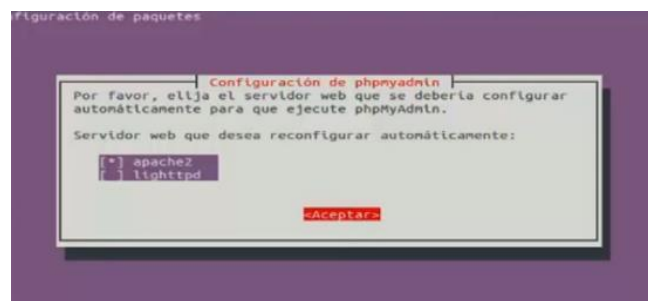 figuración de paquetes
Configuración de phpmyadmin
Por favor, elija el servidor web que se debería configurar
automáticamente para que ejecute phpMyAdmin.
Servidor web que desea reconfigurar automáticamente:
[*] apache2
[ ] lighttpd
<Aceptar>